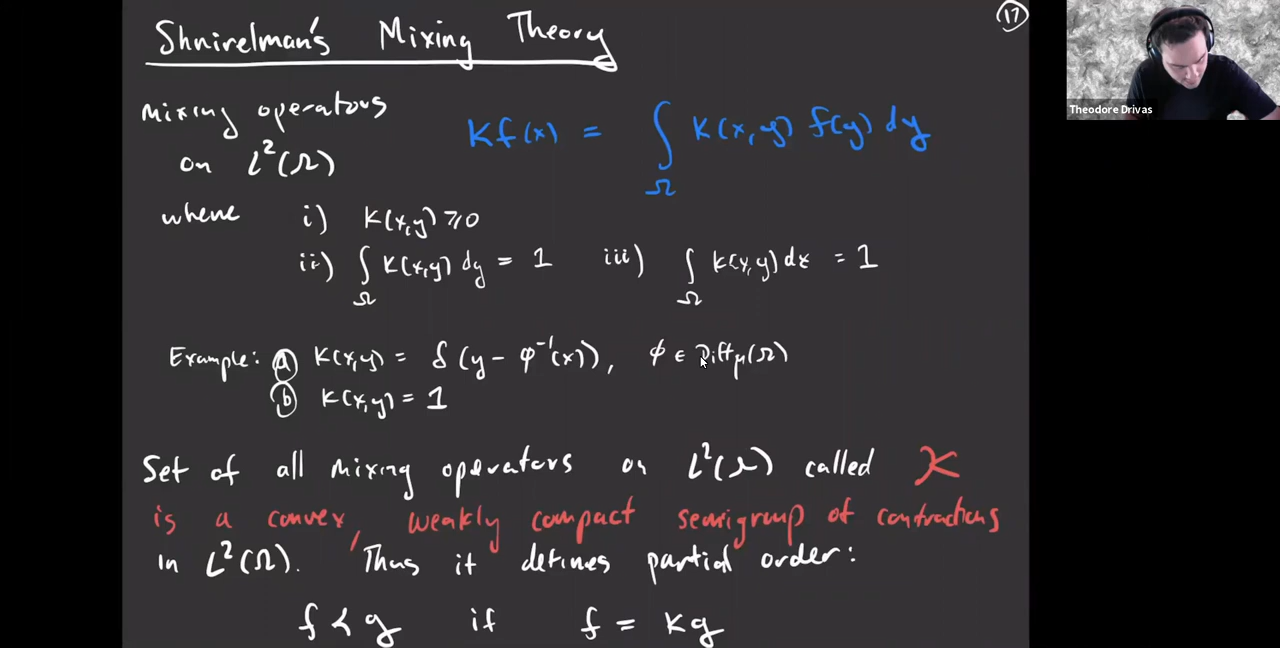 Shnirelman's Mixing Theory
17
Theodore Drivas
Mixing operators
on L²(Ω)
Kf(x) = ∫_Ω K(x,y) f(y) dy
where i) K(x,y) ≥ 0
ii) ∫_Ω K(x,y) dy = 1 iii) ∫_Ω K(x,y) dx = 1
Example: a) K(x,y) = δ(y - φ⁻¹(x)), φ ∈ Diff_μ(Ω)
b) K(x,y) = 1
Set of all mixing operators on L²(Ω) called K
is a convex, weakly compact semigroup of contractions
in L²(Ω). Thus it defines partial order:
f ≺ g if f = Kg